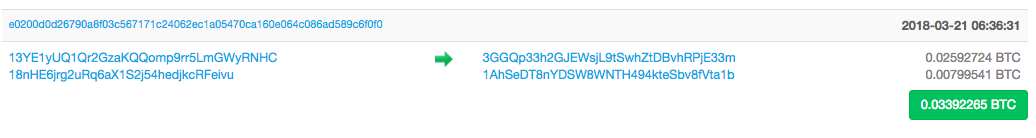 e0200d0d26790a8f03c567171c24062ec1a05470ca160e064c086ad589c6f0f0 2018-03-21 06:36:31
13YE1yUQ1Qr2GzaKQQomp9rr5LmGWyRNHC 3GGQp33h2GJEWsjL9tSwhZtDBvhRPjE33m 0.02592724 BTC
18nHE6jrg2uRq6aX1S2j54hedjkcRFeivu 1AhSeDT8nYDSW8WNTH494kteSbv8fVta1b 0.00799541 BTC
0.03392265 BTC